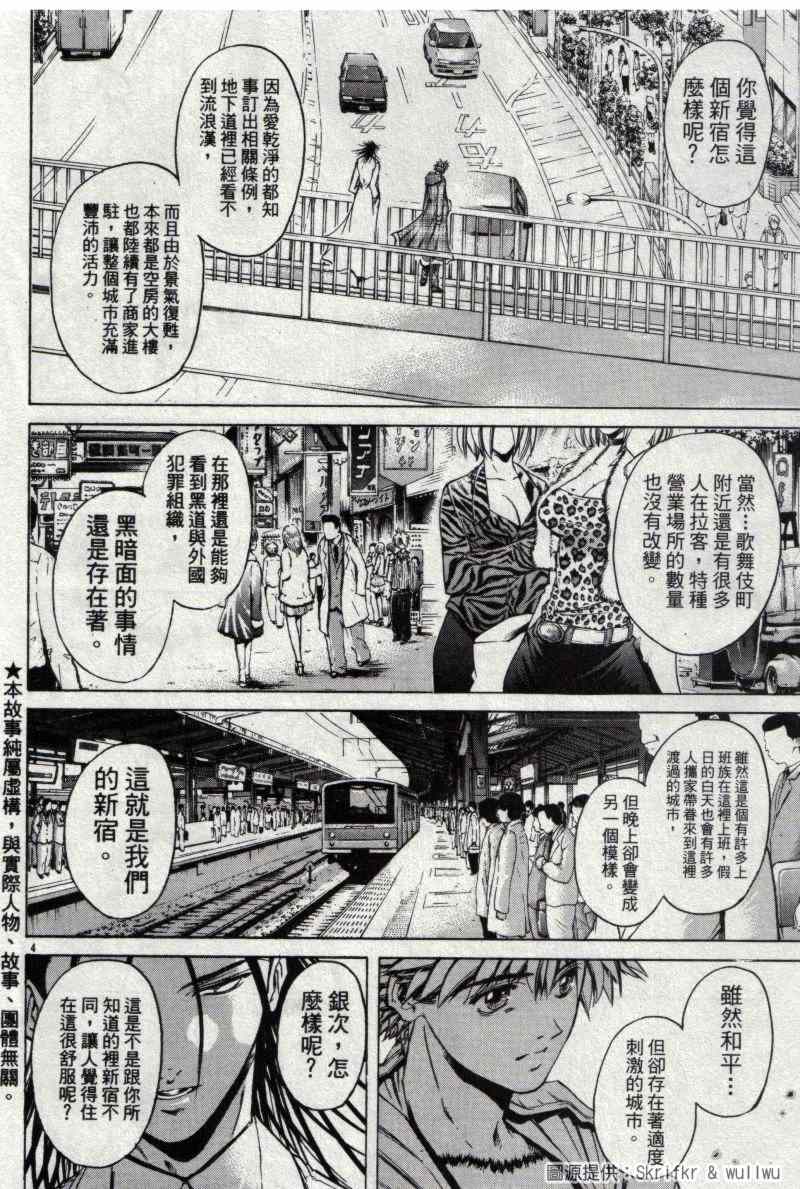 你覺得這
個新宿怎
麼樣呢?
因為愛乾淨的都知
事訂出相關條例，
地下道裡已經看不
到流浪漢，
而且由於景氣復甦，
本來都是空房的大樓
也都陸續有了商家進
駐，讓整個城市充滿
豐沛的活力。
當然…歌舞伎町
附近還是有很多
人在拉客，特種
營業場所的數量
也沒有改變。
在那裡還是能夠
看到黑道與外國
犯罪組織，
黑暗面的事情
還是存在著。
雖然這是個有許多上
班族在這裡上班，假
日的白天也會有許多
人攜家帶眷來到這裡
渡過的城市，
但晚上卻會變成
另一個模樣。
這就是我們
的新宿。
雖然和平…
但卻存在著適度
刺激的城市。
銀次，怎
麼樣呢?
這是不是跟你所
知道的裡新宿不
同，讓人覺得住
在這很舒服呢?
★本故事純屬虛構，與實際人物、故事、團體無關。
4
圖源提供：Skrifkr & wullwu